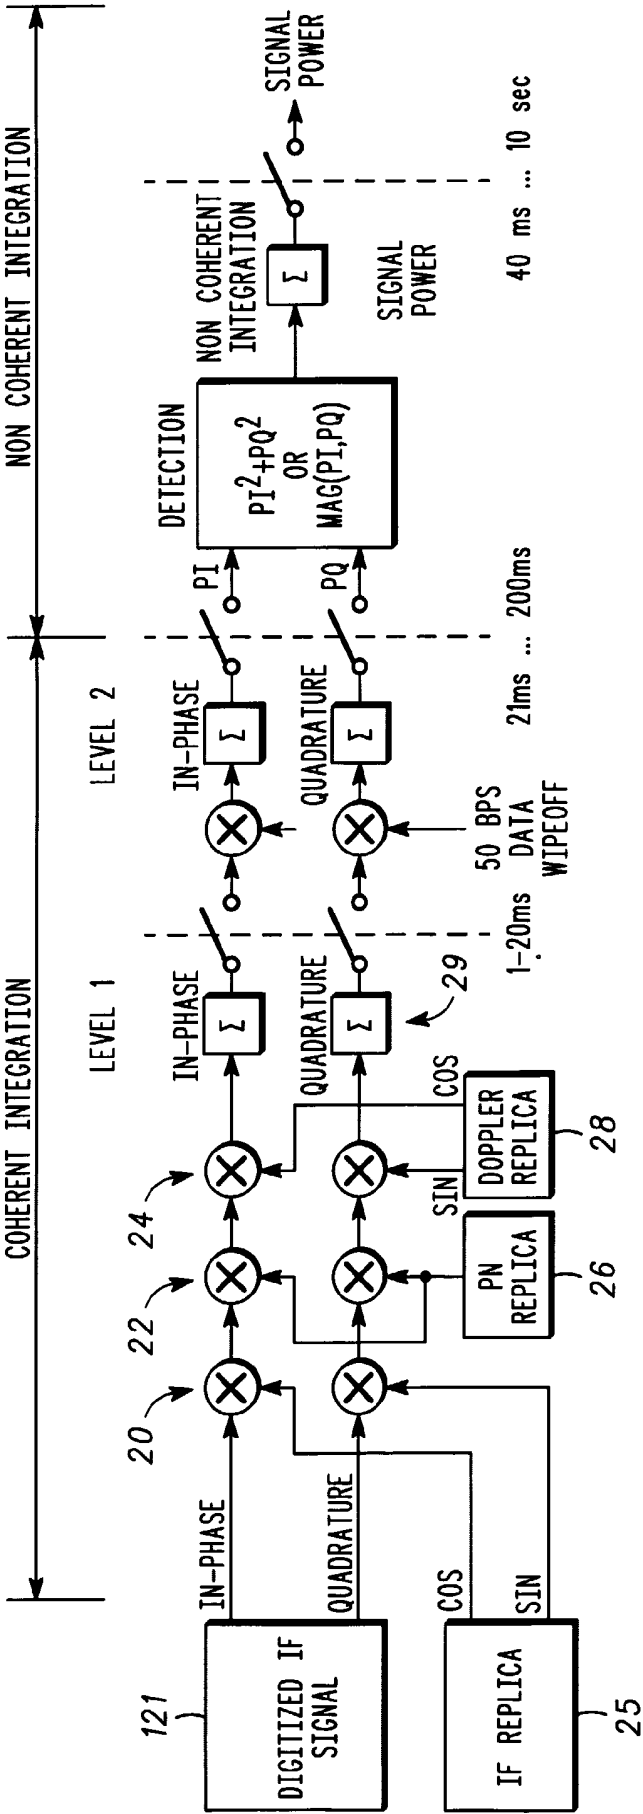 COHERENT INTEGRATION
NON COHERENT INTEGRATION
LEVEL 1
LEVEL 2
121
DIGITIZED IF
SIGNAL
IN-PHASE
QUADRATURE
20
22
24
IN-PHASE
Σ
QUADRATURE
Σ
29
IN-PHASE
Σ
QUADRATURE
Σ
PI
PQ
DETECTION
PI²+PQ²
OR
MAG(PI,PQ)
NON COHERENT
INTEGRATION
Σ
SIGNAL
POWER
SIGNAL
POWER
IF REPLICA
25
COS
SIN
PN
REPLICA
26
DOPPLER
REPLICA
28
SIN
COS
1-20ms
50 BPS
DATA
WIPEOFF
21ms ... 200ms
40 ms ... 10 sec